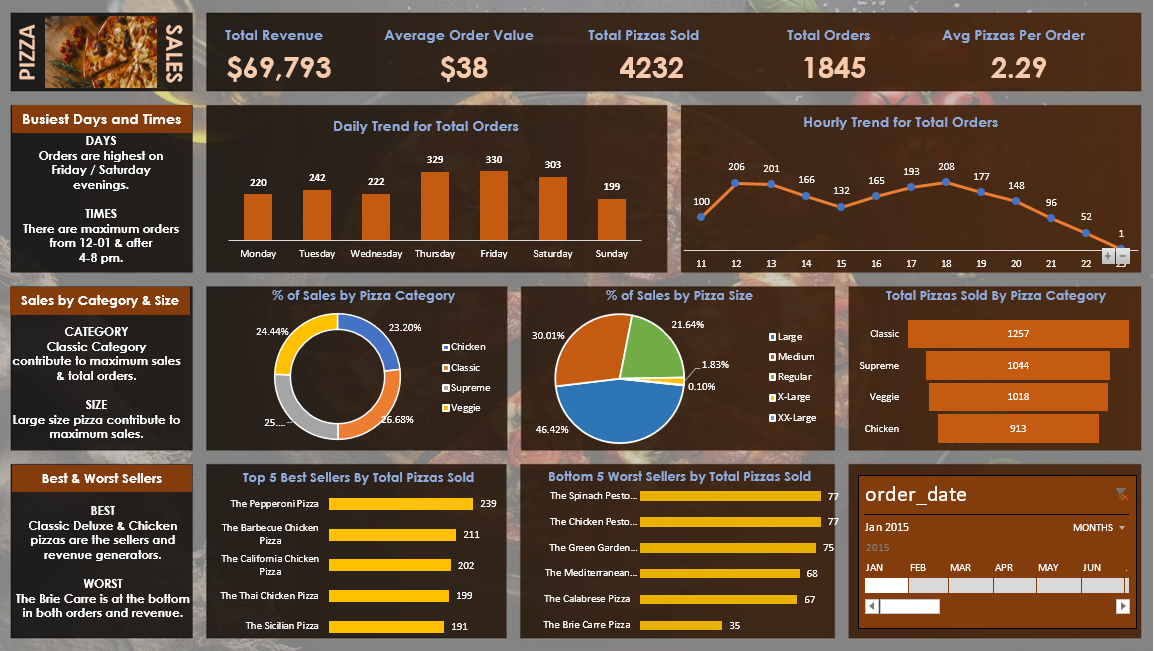 PIZZA
SALES
Total Revenue
$69,793
Average Order Value
$38
Total Pizzas Sold
4232
Total Orders
1845
Avg Pizzas Per Order
2.29
Busiest Days and Times
DAYS
Orders are highest on
Friday / Saturday
evenings.
TIMES
There are maximum orders
from 12-01 & after
4-8 pm.
Daily Trend for Total Orders
220
242
222
329
330
303
199
Monday
Tuesday
Wednesday
Thursday
Friday
Saturday
Sunday
Hourly Trend for Total Orders
100
206
201
166
132
165
193
208
177
148
96
52
1
11
12
13
14
15
16
17
18
19
20
21
22
Sales by Category & Size
CATEGORY
Classic Category
contribute to maximum sales
& total orders.
SIZE
Large size pizza contribute to
maximum sales.
% of Sales by Pizza Category
24.44%
23.20%
25....
26.68%
Chicken
Classic
Supreme
Veggie
% of Sales by Pizza Size
30.01%
21.64%
1.83%
0.10%
46.42%
Large
Medium
Regular
X-Large
XX-Large
Total Pizzas Sold By Pizza Category
Classic 1257
Supreme 1044
Veggie 1018
Chicken 913
Best & Worst Sellers
BEST
Classic Deluxe & Chicken
pizzas are the sellers and
revenue generators.
WORST
The Brie Carre is at the bottom
in both orders and revenue.
Top 5 Best Sellers By Total Pizzas Sold
The Pepperoni Pizza 239
The Barbecue Chicken
Pizza 211
The California Chicken
Pizza 202
The Thai Chicken Pizza 199
The Sicilian Pizza 191
Bottom 5 Worst Sellers by Total Pizzas Sold
The Spinach Pesto... 77
The Chicken Pesto... 77
The Green Garden... 75
The Mediterranean... 68
The Calabrese Pizza 67
The Brie Carre Pizza 35
order_date
Jan 2015
MONTHS
2015
JAN
FEB
MAR
APR
MAY
JUN